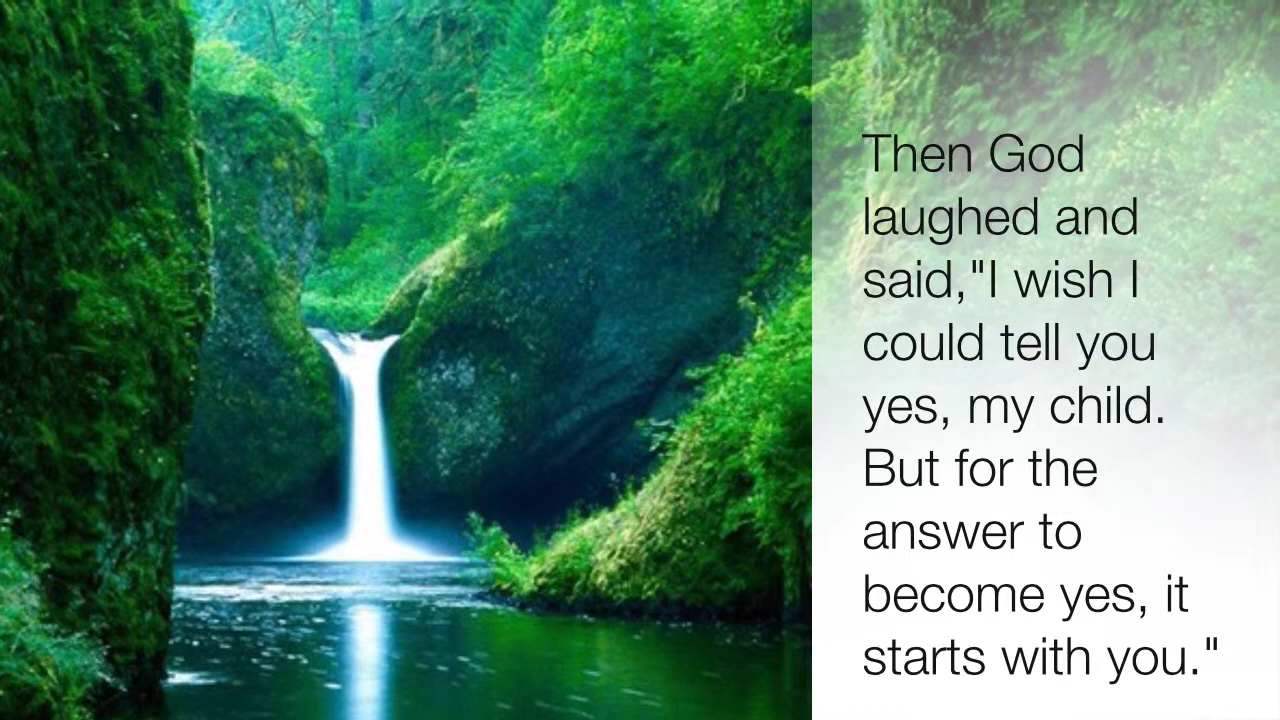 Then God
laughed and
said,"I wish I
could tell you
yes, my child.
But for the
answer to
become yes, it
starts with you."